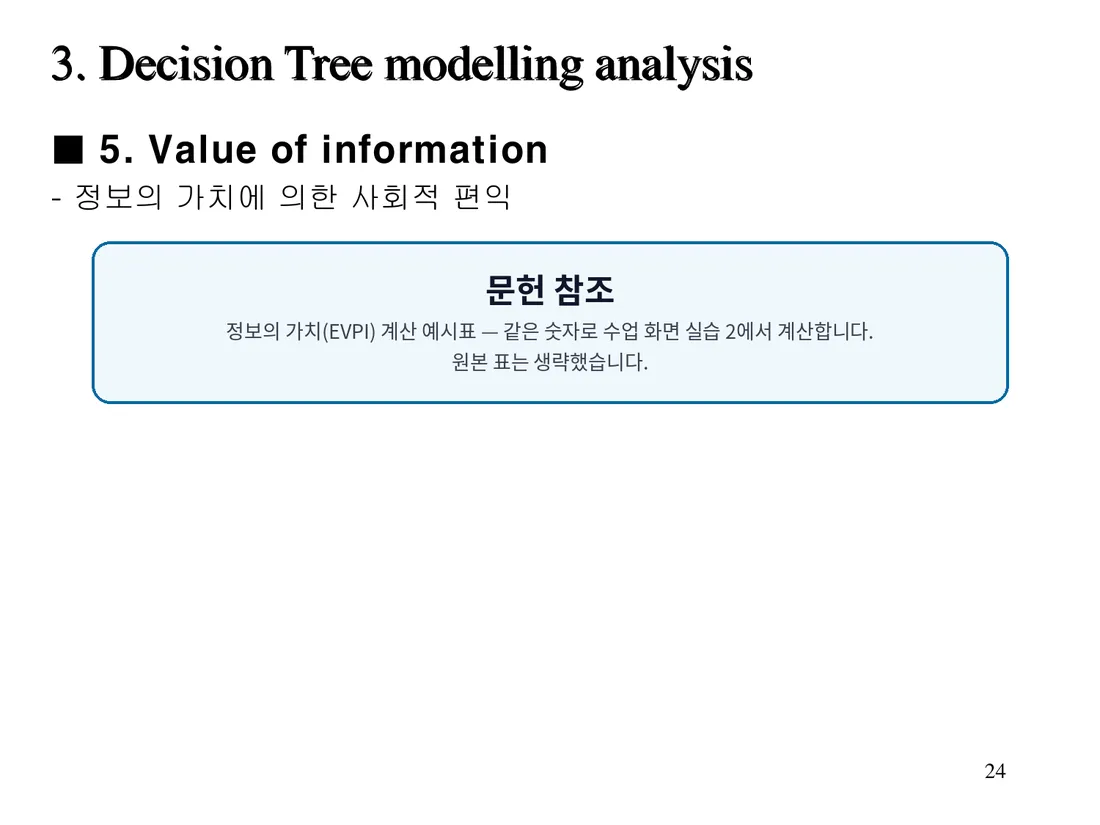 3. Decision Tree modelling analysis
■ 5. Value of information
- 정보의 가치에 의한 사회적 편익
문헌 참조
정보의 가치(EVPI) 계산 예시표 — 같은 숫자로 수업 화면 실습 2에서 계산합니다.
원본 표는 생략했습니다.
24